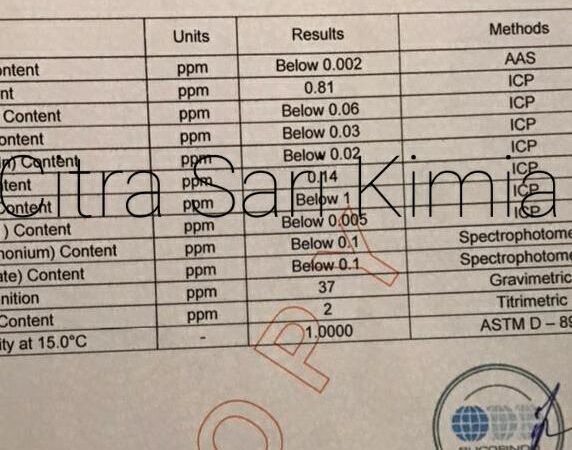 Units Results Methods
ontent ppm Below 0.002 AAS
nt ppm 0.81 ICP
Content ppm Below 0.06 ICP
ontent ppm Below 0.03 ICP
m) Content ppm Below 0.02 ICP
tent ppm 0.14 ICP
ontent ppm Below 1 ICP
) Content ppm Below 0.005 ICP
monium) Content ppm Below 0.1 Spectrophotome
ate) Content ppm Below 0.1 Spectrophotome
nition ppm 37 Gravimetric
Content ppm 2 Titrimetric
ity at 15.0°C - 1.0000 ASTM D – 89
Citra Sari Kimia
O P Y
SUCOFINDO